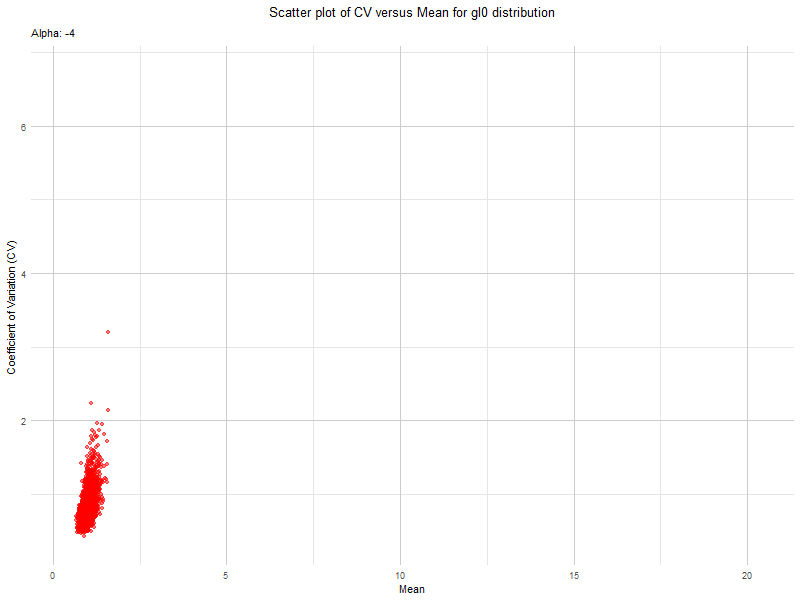 Scatter plot of CV versus Mean for gI0 distribution
Alpha: -4
6
4
2
Coefficient of Variation (CV)
0
5
10
15
20
Mean